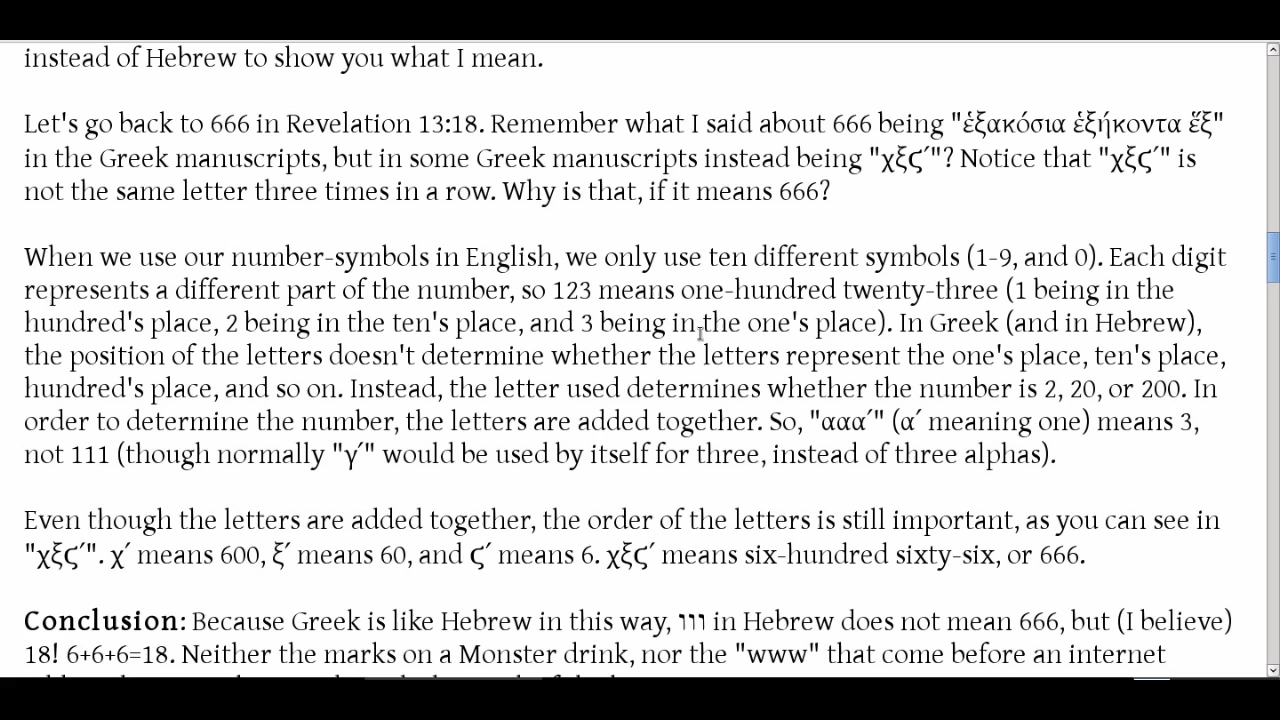 instead of Hebrew to show you what I mean.
Let's go back to 666 in Revelation 13:18. Remember what I said about 666 being "ἑξακόσια ἑξήκοντα ἕξ"
in the Greek manuscripts, but in some Greek manuscripts instead being "χξϛ´"? Notice that "χξϛ´" is
not the same letter three times in a row. Why is that, if it means 666?
When we use our number-symbols in English, we only use ten different symbols (1-9, and 0). Each digit
represents a different part of the number, so 123 means one-hundred twenty-three (1 being in the
hundred's place, 2 being in the ten's place, and 3 being in the one's place). In Greek (and in Hebrew),
the position of the letters doesn't determine whether the letters represent the one's place, ten's place,
hundred's place, and so on. Instead, the letter used determines whether the number is 2, 20, or 200. In
order to determine the number, the letters are added together. So, "ααα´" (α´ meaning one) means 3,
not 111 (though normally "γ´" would be used by itself for three, instead of three alphas).
Even though the letters are added together, the order of the letters is still important, as you can see in
"χξϛ´". χ´ means 600, ξ´ means 60, and ϛ´ means 6. χξϛ´ means six-hundred sixty-six, or 666.
Conclusion: Because Greek is like Hebrew in this way, ווו in Hebrew does not mean 666, but (I believe)
18! 6+6+6=18. Neither the marks on a Monster drink, nor the "www" that come before an internet